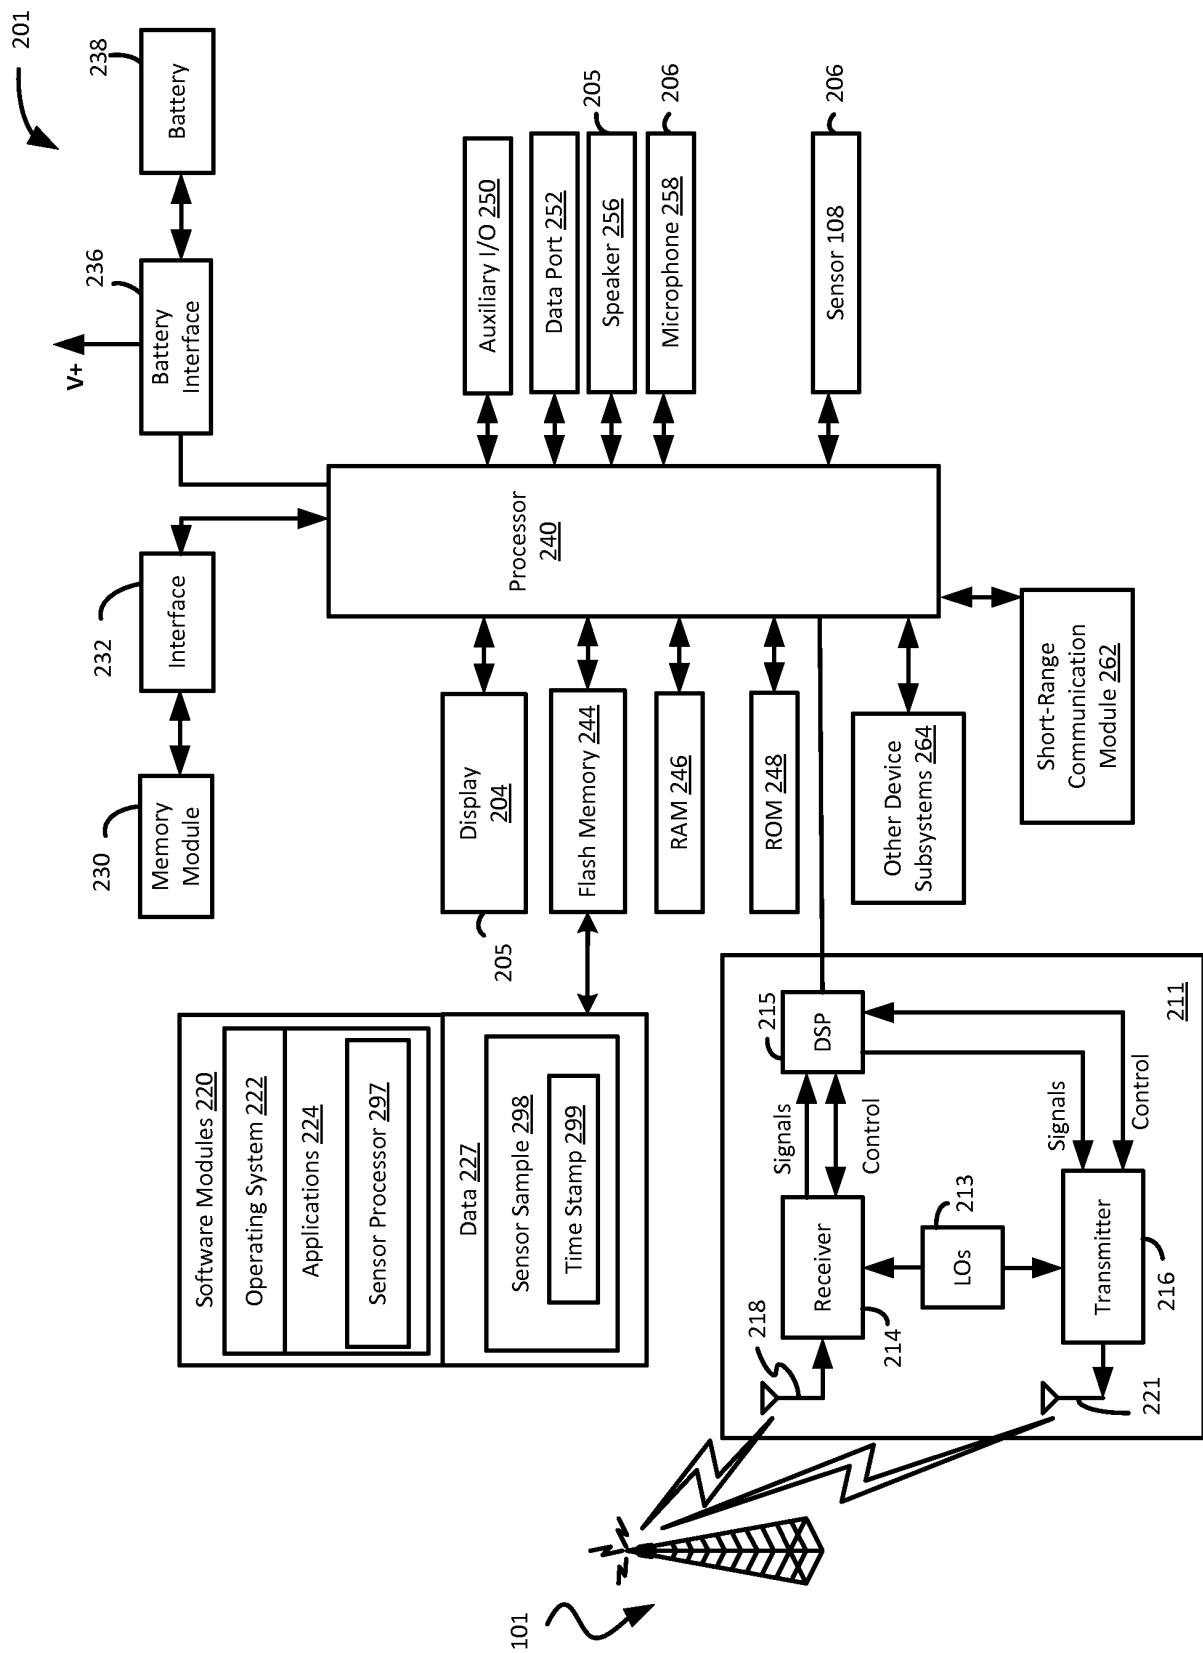 201
230
Memory
Module
232
Interface
V+
236
Battery
Interface
238
Battery
Software Modules 220
Operating System 222
Applications 224
Sensor Processor 297
Data 227
Sensor Sample 298
Time Stamp 299
205
Display
204
Flash Memory 244
RAM 246
ROM 248
Other Device
Subsystems 264
Short-Range
Communication
Module 262
Processor
240
Auxiliary I/O 250
Data Port 252
Speaker 256
205
Microphone 258
206
Sensor 108
206
101
218
Receiver
214
Signals
Control
215
DSP
LOs
213
Signals
Control
Transmitter
216
221
211